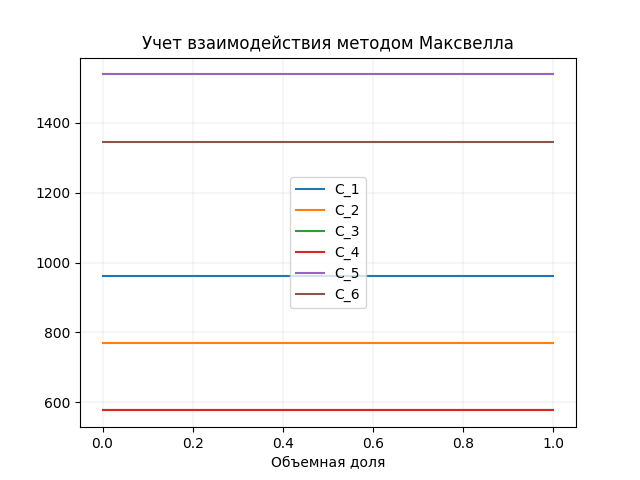 Учет взаимодействия методом Максвелла
1400
1200
1000
800
600
C_1
C_2
C_3
C_4
C_5
C_6
0.0 0.2 0.4 0.6 0.8 1.0
Объемная доля